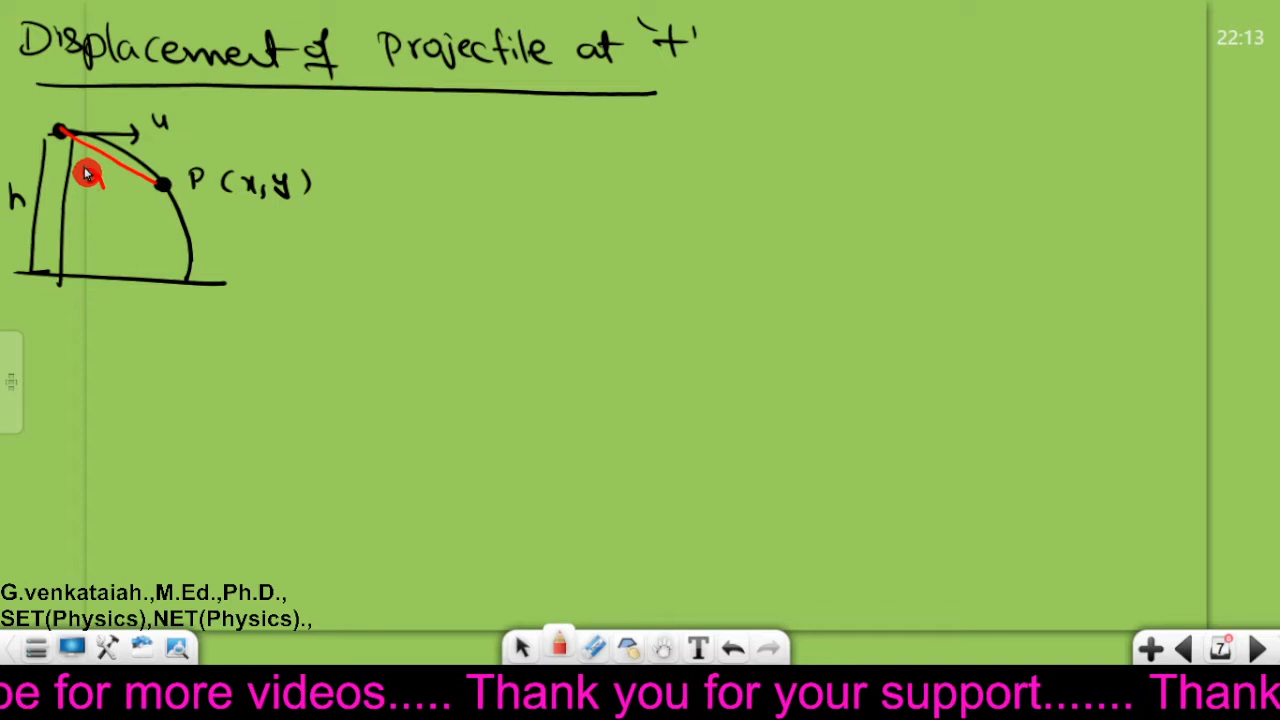 Displacement of Projectile at 't'
22:13
u
h
P (x,y)
G.venkataiah.,M.Ed.,Ph.D.,
SET(Physics),NET(Physics).,
T
7
be for more videos..... Thank you for your support....... Thank